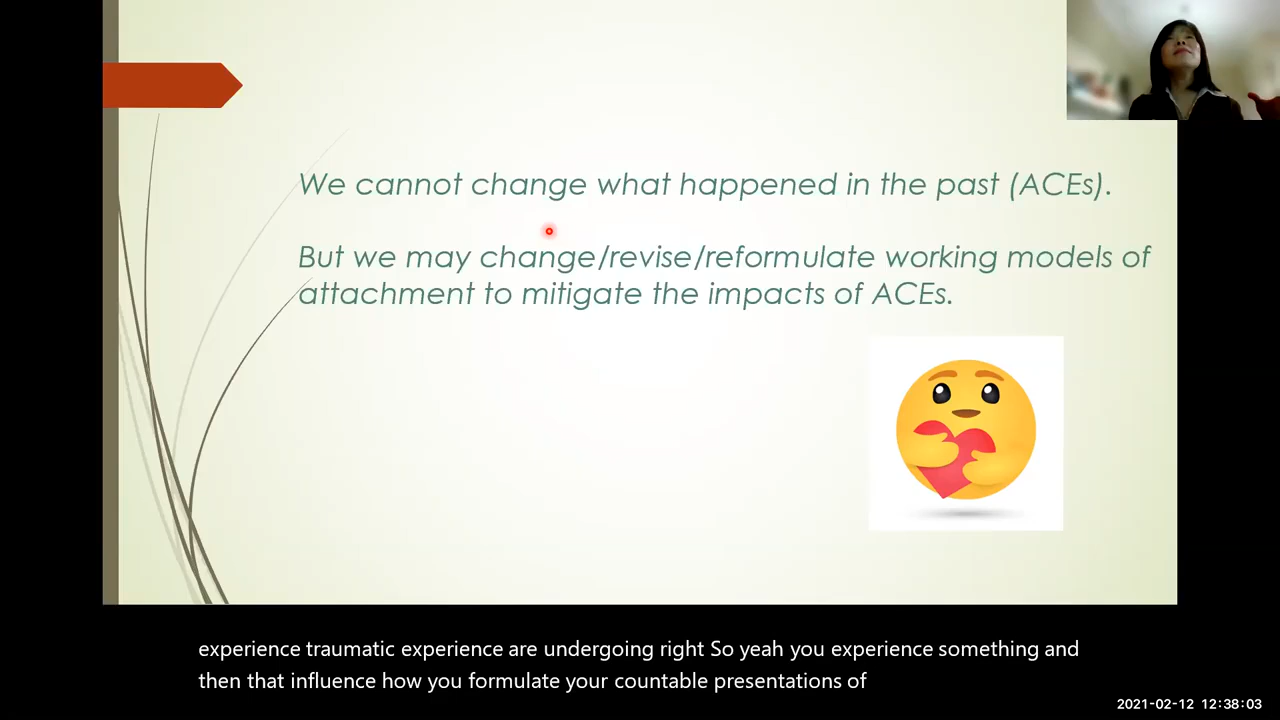 We cannot change what happened in the past (ACEs).
But we may change/revise/reformulate working models of
attachment to mitigate the impacts of ACEs.
experience traumatic experience are undergoing right So yeah you experience something and
then that influence how you formulate your countable presentations of
2021-02-12 12:38:03